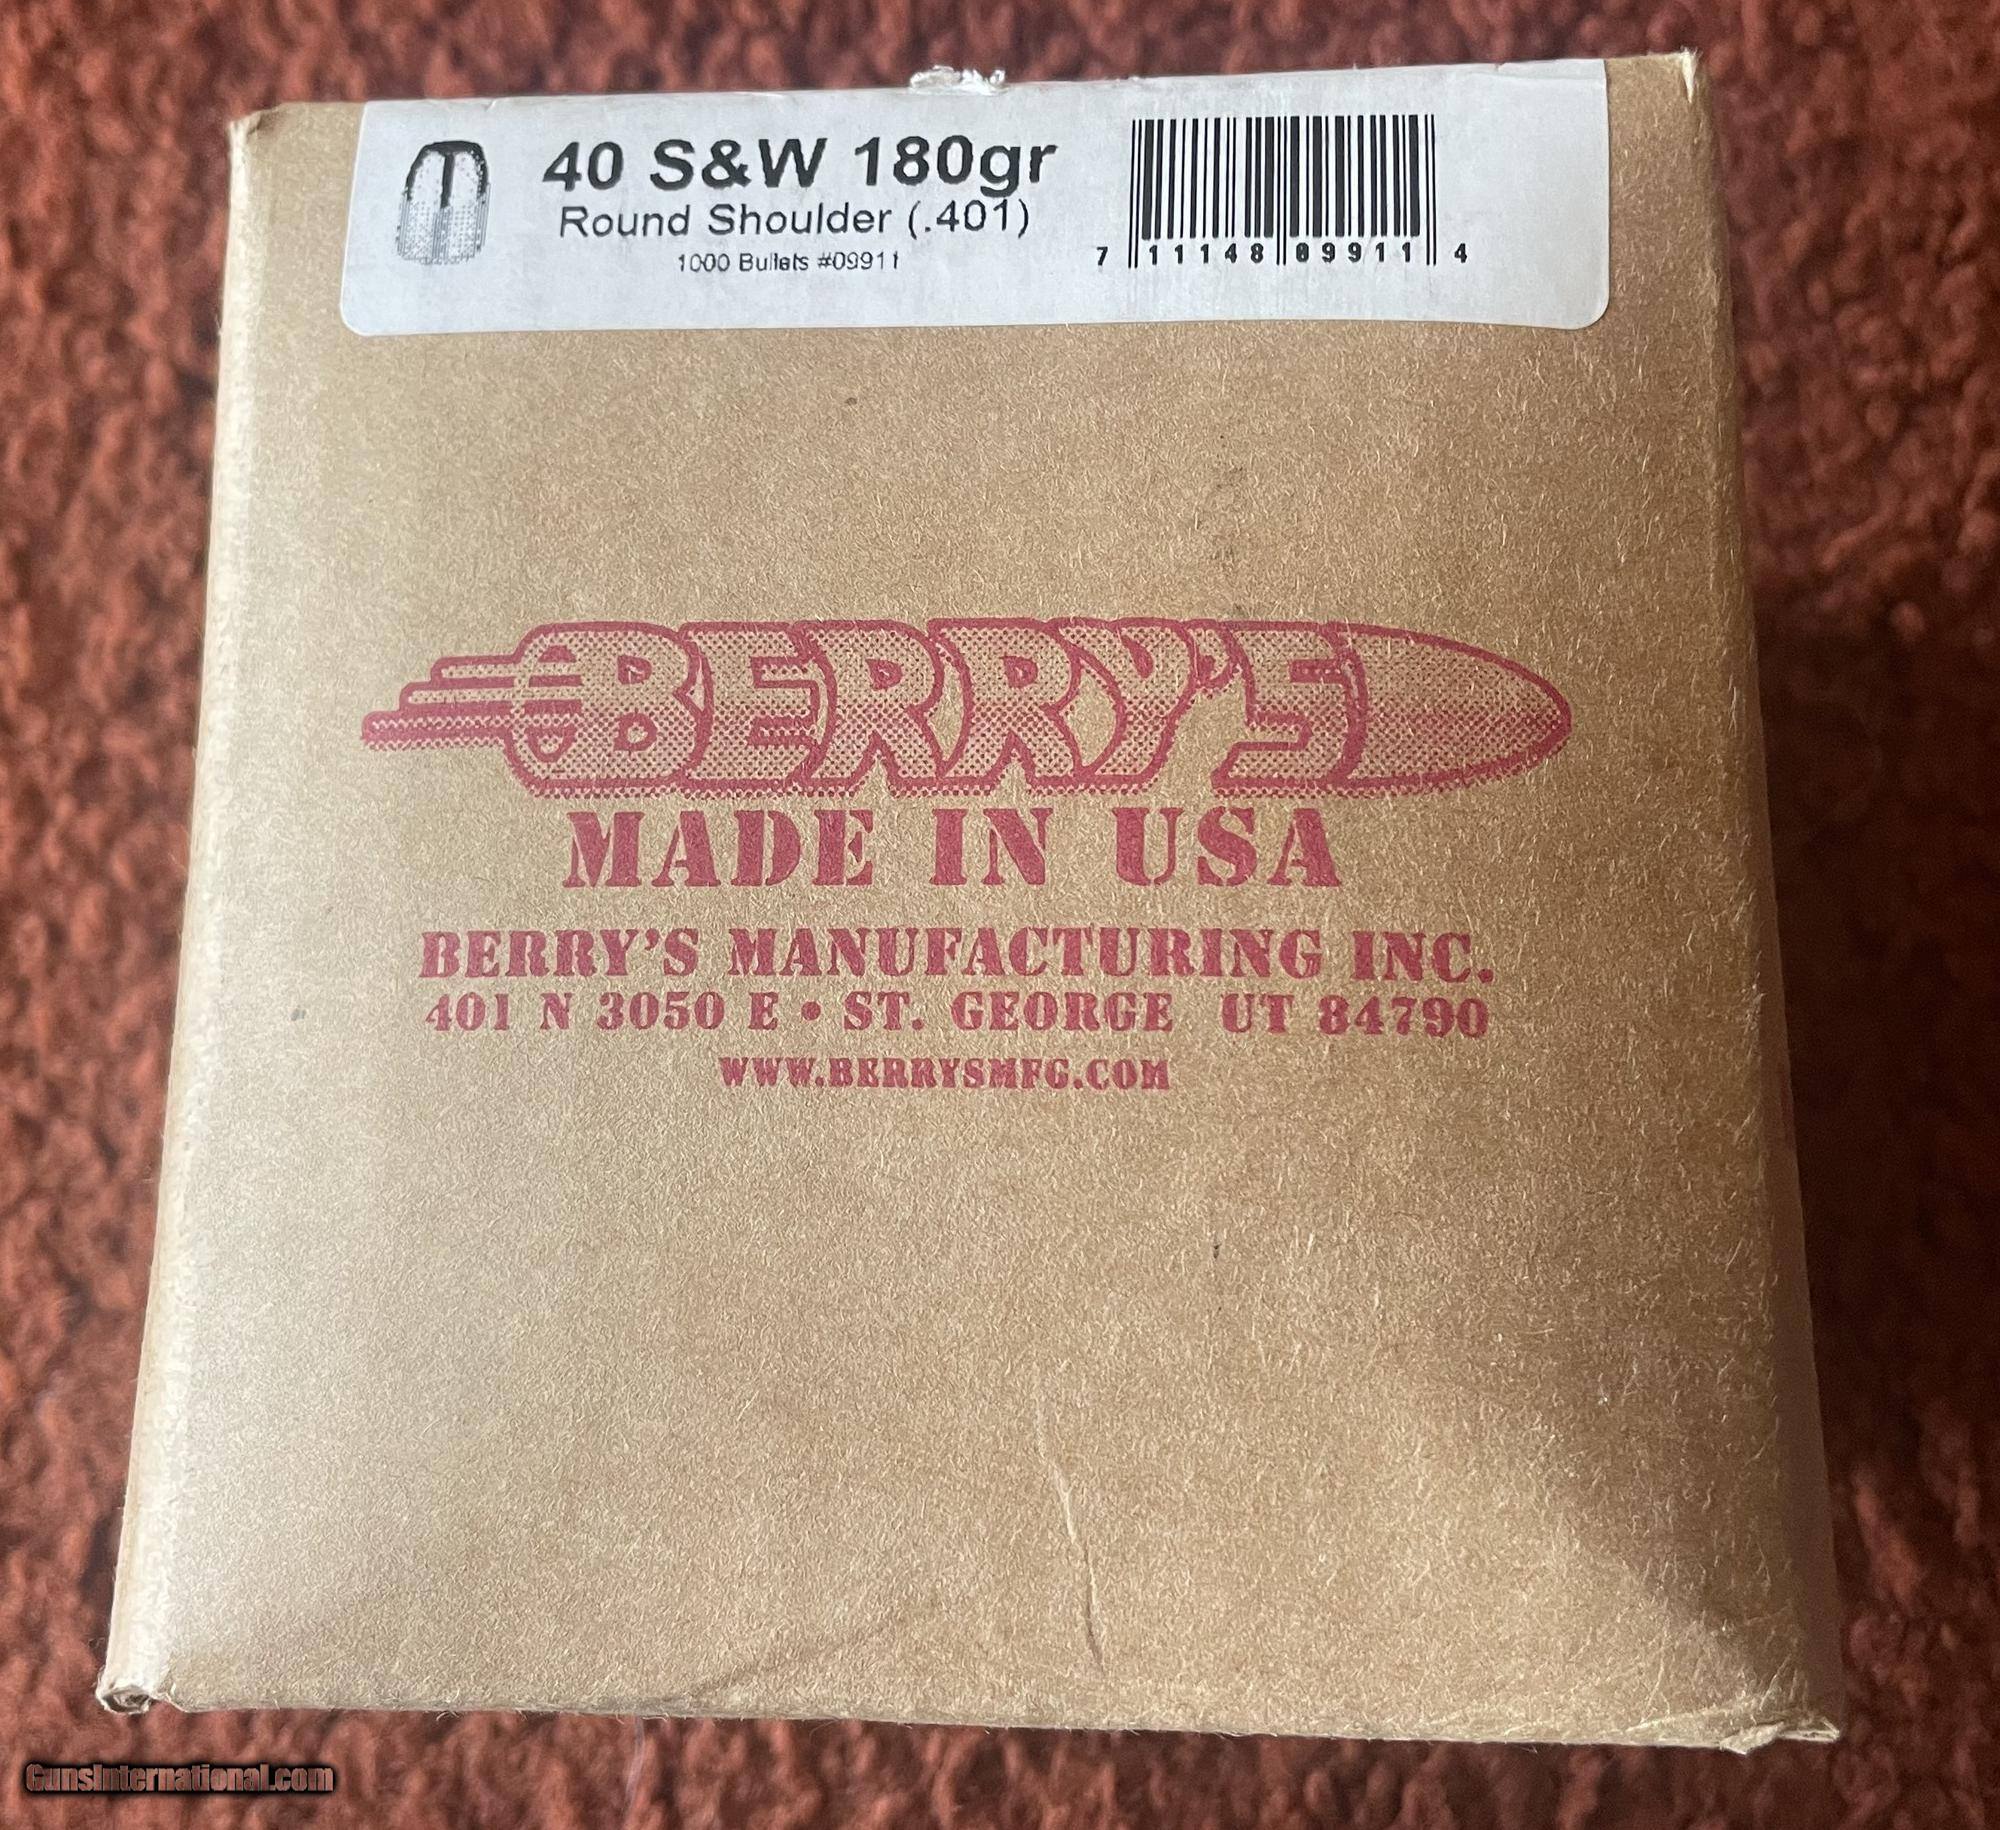 40 S&W 180gr
Round Shoulder (.401)
1000 Bullets #09911
7 11148 09911 4
BERRY'S
MADE IN USA
BERRY'S MANUFACTURING INC.
401 N 3050 E • ST. GEORGE UT 84790
WWW.BERRYSMFG.COM
GunsInternational.com